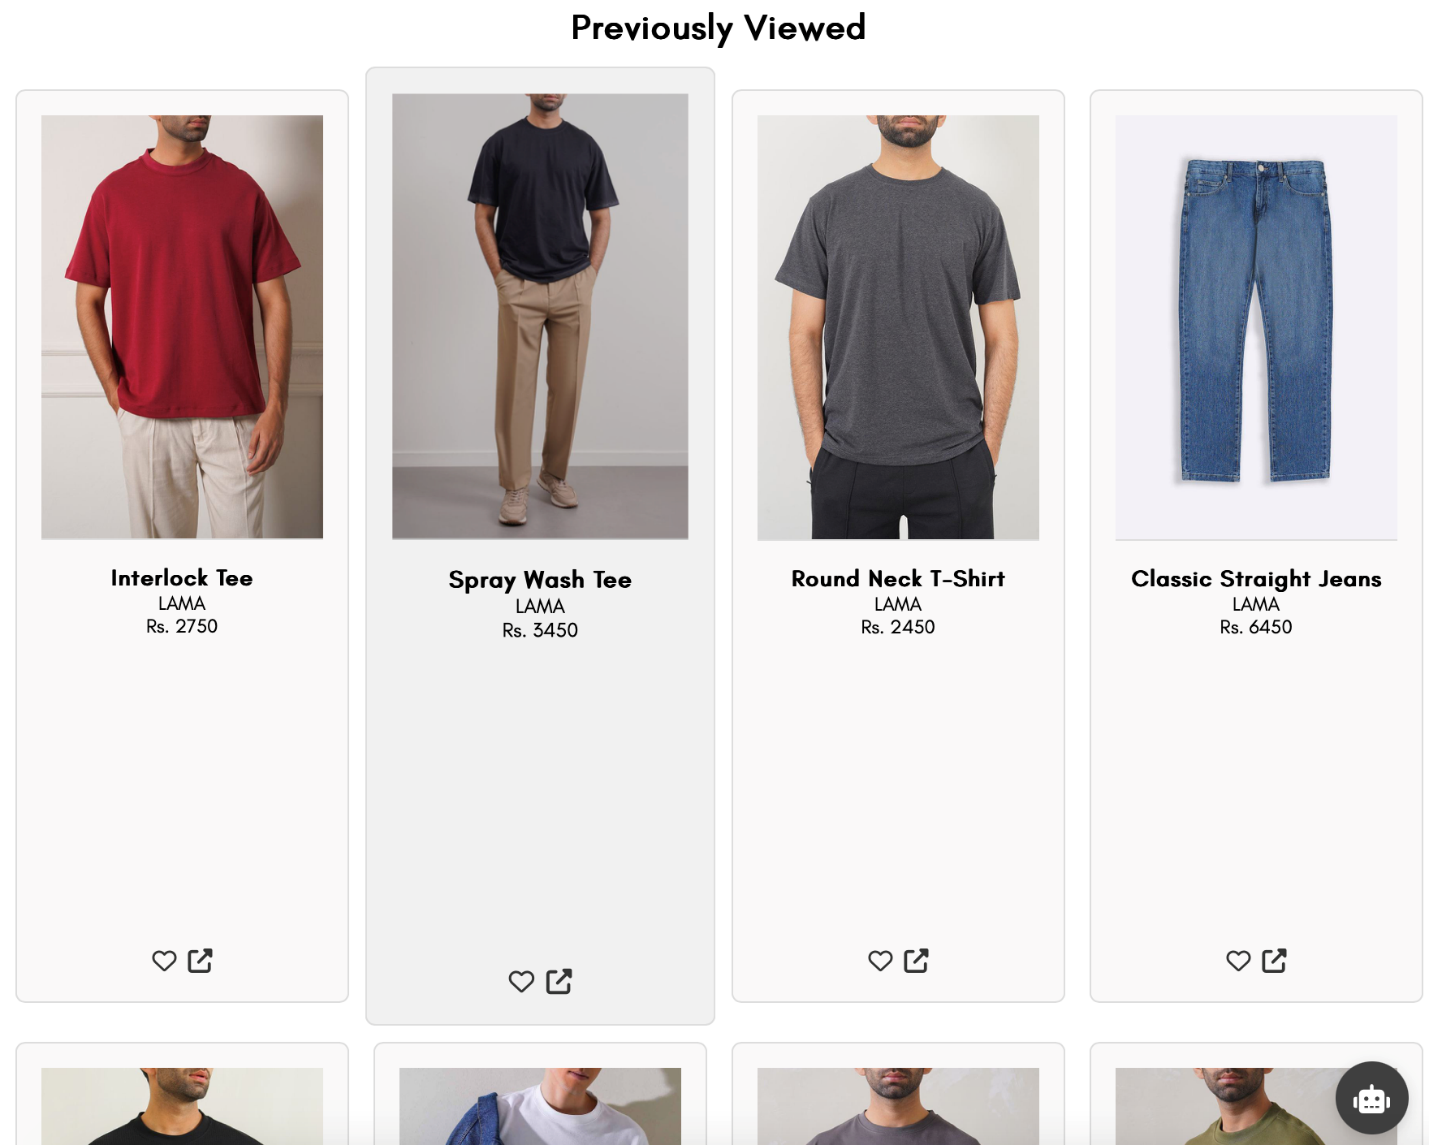 Previously Viewed
Interlock Tee
LAMA
Rs. 2750
Spray Wash Tee
LAMA
Rs. 3450
Round Neck T-Shirt
LAMA
Rs. 2450
Classic Straight Jeans
LAMA
Rs. 6450